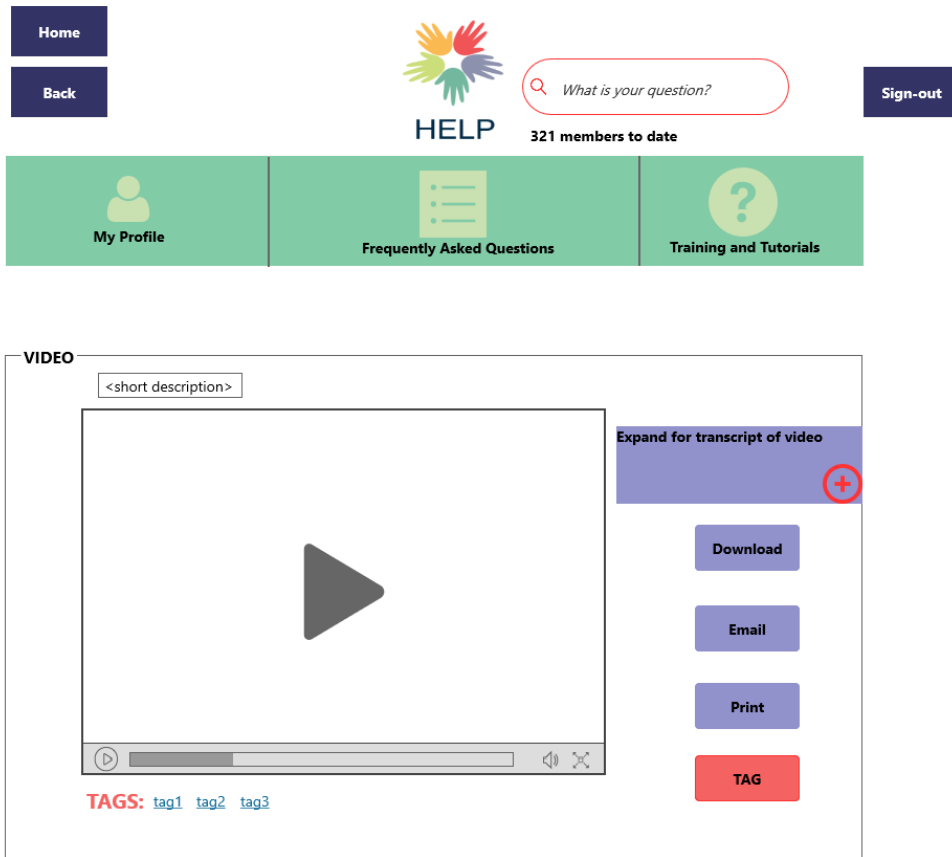 Home
Back
HELP
What is your question?
321 members to date
Sign-out
My Profile
Frequently Asked Questions
Training and Tutorials
VIDEO
<short description>
Expand for transcript of video
Download
Email
Print
TAG
TAGS: tag1 tag2 tag3